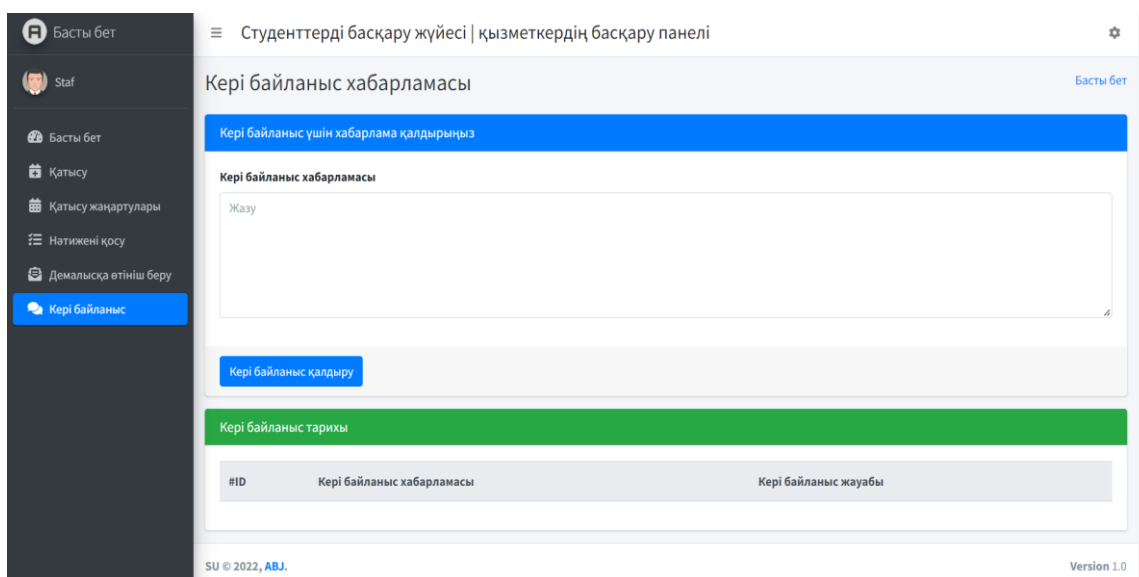 Басты бет
Студенттерді басқару жүйесі | қызметкердің басқару панелі
Staf
Кері байланыс хабарламасы
Басты бет
Басты бет
Қатысу
Қатысу жаңартулары
Нәтижені қосу
Демалысқа өтініш беру
Кері байланыс
Кері байланыс үшін хабарлама қалдырыңыз
Кері байланыс хабарламасы
Жазу
Кері байланыс қалдыру
Кері байланыс тарихы
#ID Кері байланыс хабарламасы Кері байланыс жауабы
SU © 2022, ABJ. Version 1.0